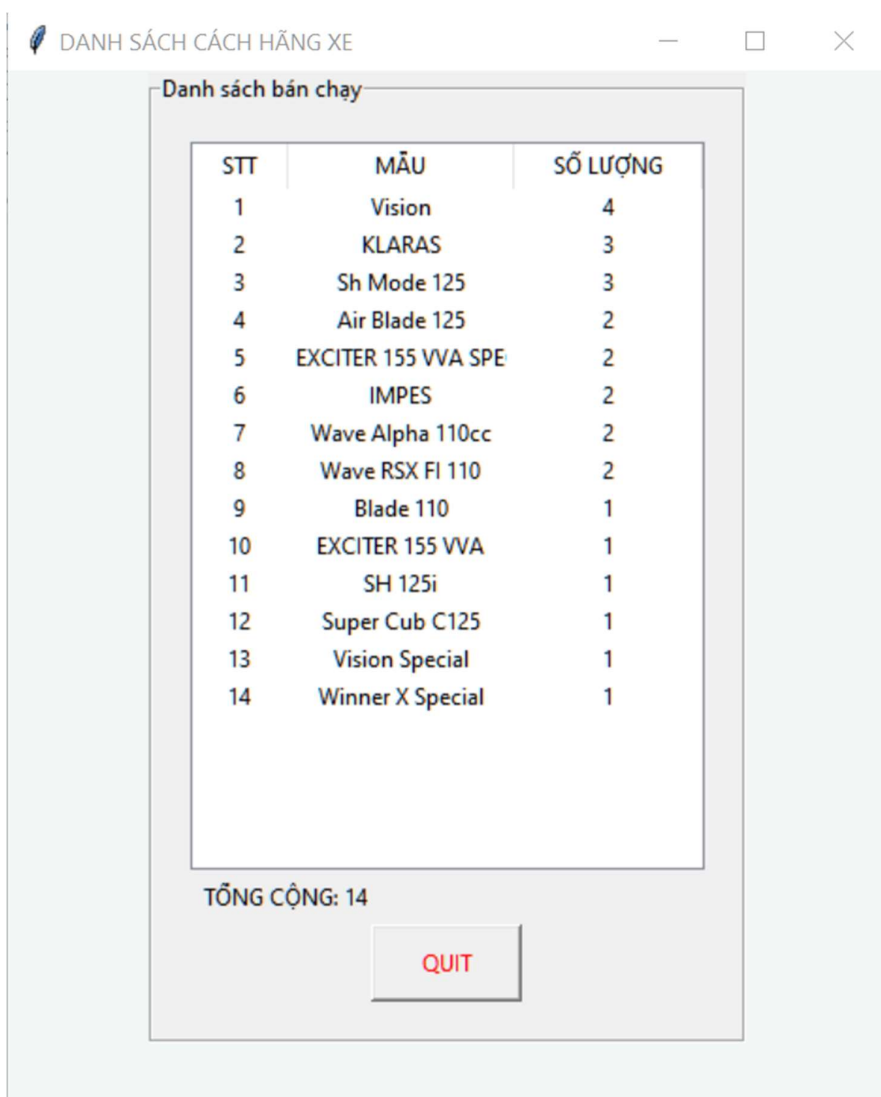 DANH SÁCH CÁCH HÃNG XE
Danh sách bán chạy
STT MẪU SỐ LƯỢNG
1 Vision 4
2 KLARAS 3
3 Sh Mode 125 3
4 Air Blade 125 2
5 EXCITER 155 VVA SPE 2
6 IMPES 2
7 Wave Alpha 110cc 2
8 Wave RSX FI 110 2
9 Blade 110 1
10 EXCITER 155 VVA 1
11 SH 125i 1
12 Super Cub C125 1
13 Vision Special 1
14 Winner X Special 1
TỔNG CỘNG: 14
QUIT